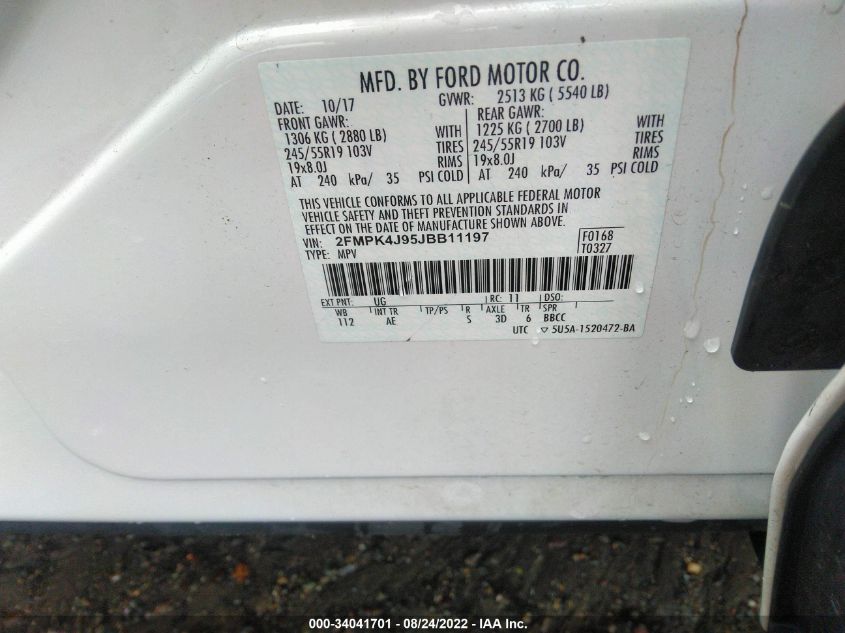 MFD. BY FORD MOTOR CO.
DATE: 10/17 GVWR: 2513 KG ( 5540 LB)
FRONT GAWR: REAR GAWR:
1306 KG ( 2880 LB) WITH 1225 KG ( 2700 LB) WITH
245/55R19 103V TIRES 245/55R19 103V TIRES
19x8.0J RIMS 19x8.0J RIMS
AT 240 kPa/ 35 PSI COLD AT 240 kPa/ 35 PSI COLD
THIS VEHICLE CONFORMS TO ALL APPLICABLE FEDERAL MOTOR
VEHICLE SAFETY AND THEFT PREVENTION STANDARDS IN
EFFECT ON THE DATE OF MANUFACTURE SHOWN ABOVE.
VIN: 2FMPK4J95JBB11197 F0168
TYPE: MPV T0327
EXT PNT: UG RC: 11 DSO:
WB INT TR TP/PS R AXLE TR SPR
112 AE S 3D 6 BBCC
UTC ▽ 5U5A-1520472-BA
000-34041701 - 08/24/2022 - IAA Inc.